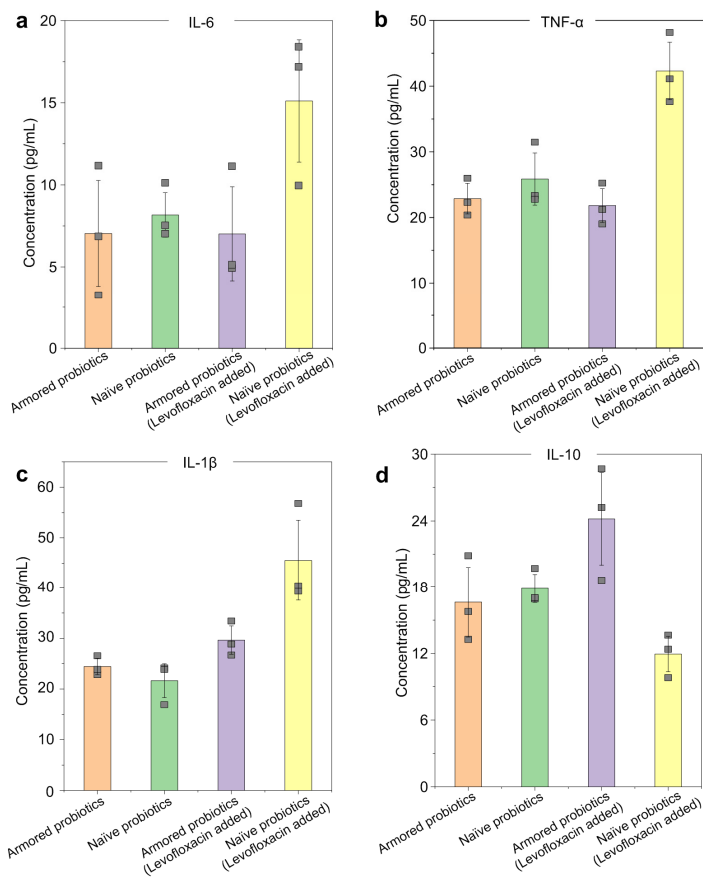 a
IL-6
Concentration (pg/mL)
20
15
10
5
0
Armored probiotics
Naïve probiotics
Armored probiotics
(Levofloxacin added)
Naïve probiotics
(Levofloxacin added)
b
TNF-α
Concentration (pg/mL)
50
40
30
20
10
0
Armored probiotics
Naïve probiotics
Armored probiotics
(Levofloxacin added)
Naïve probiotics
(Levofloxacin added)
c
IL-1β
Concentration (pg/mL)
60
50
40
30
20
10
0
Armored probiotics
Naïve probiotics
Armored probiotics
(Levofloxacin added)
Naïve probiotics
(Levofloxacin added)
d
IL-10
Concentration (pg/mL)
30
24
18
12
6
0
Armored probiotics
Naïve probiotics
Armored probiotics
(Levofloxacin added)
Naïve probiotics
(Levofloxacin added)